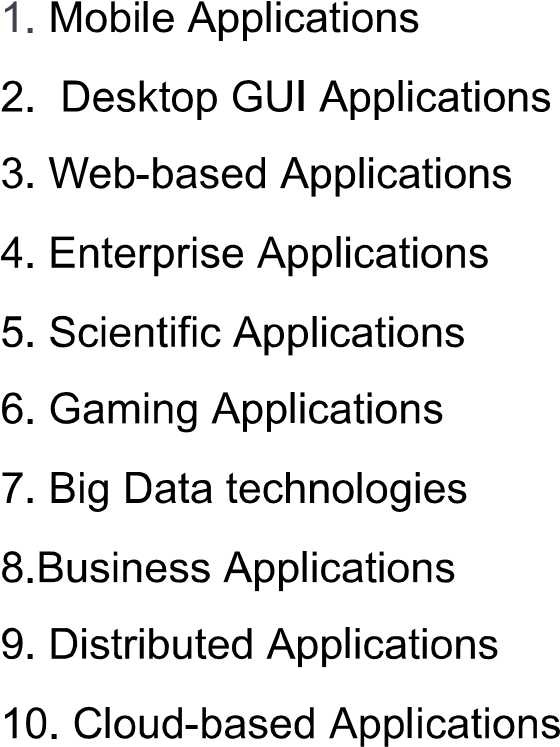 1. Mobile Applications
2. Desktop GUI Applications
3. Web-based Applications
4. Enterprise Applications
5. Scientific Applications
6. Gaming Applications
7. Big Data technologies
8.Business Applications
9. Distributed Applications
10. Cloud-based Applications